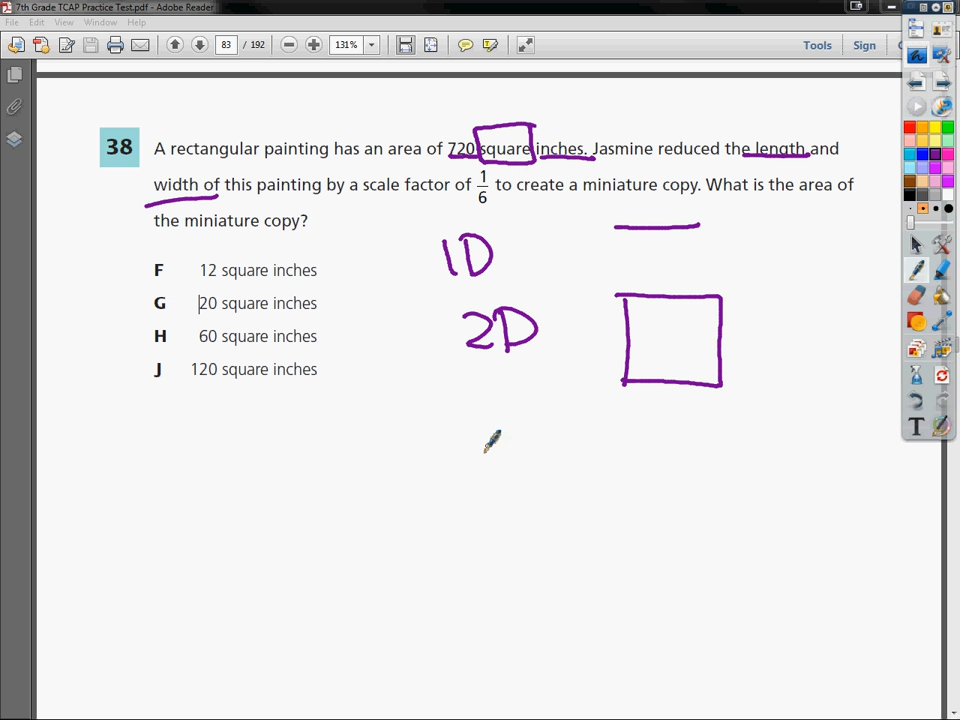 7th Grade TCAP Practice Test.pdf - Adobe Reader
File Edit View Window Help
83 / 192 131% Tools Sign
38 A rectangular painting has an area of 720 square inches. Jasmine reduced the length and
width of this painting by a scale factor of 1/6 to create a miniature copy. What is the area of
the miniature copy?
1D
F 12 square inches
G 20 square inches
2D
H 60 square inches
J 120 square inches
T